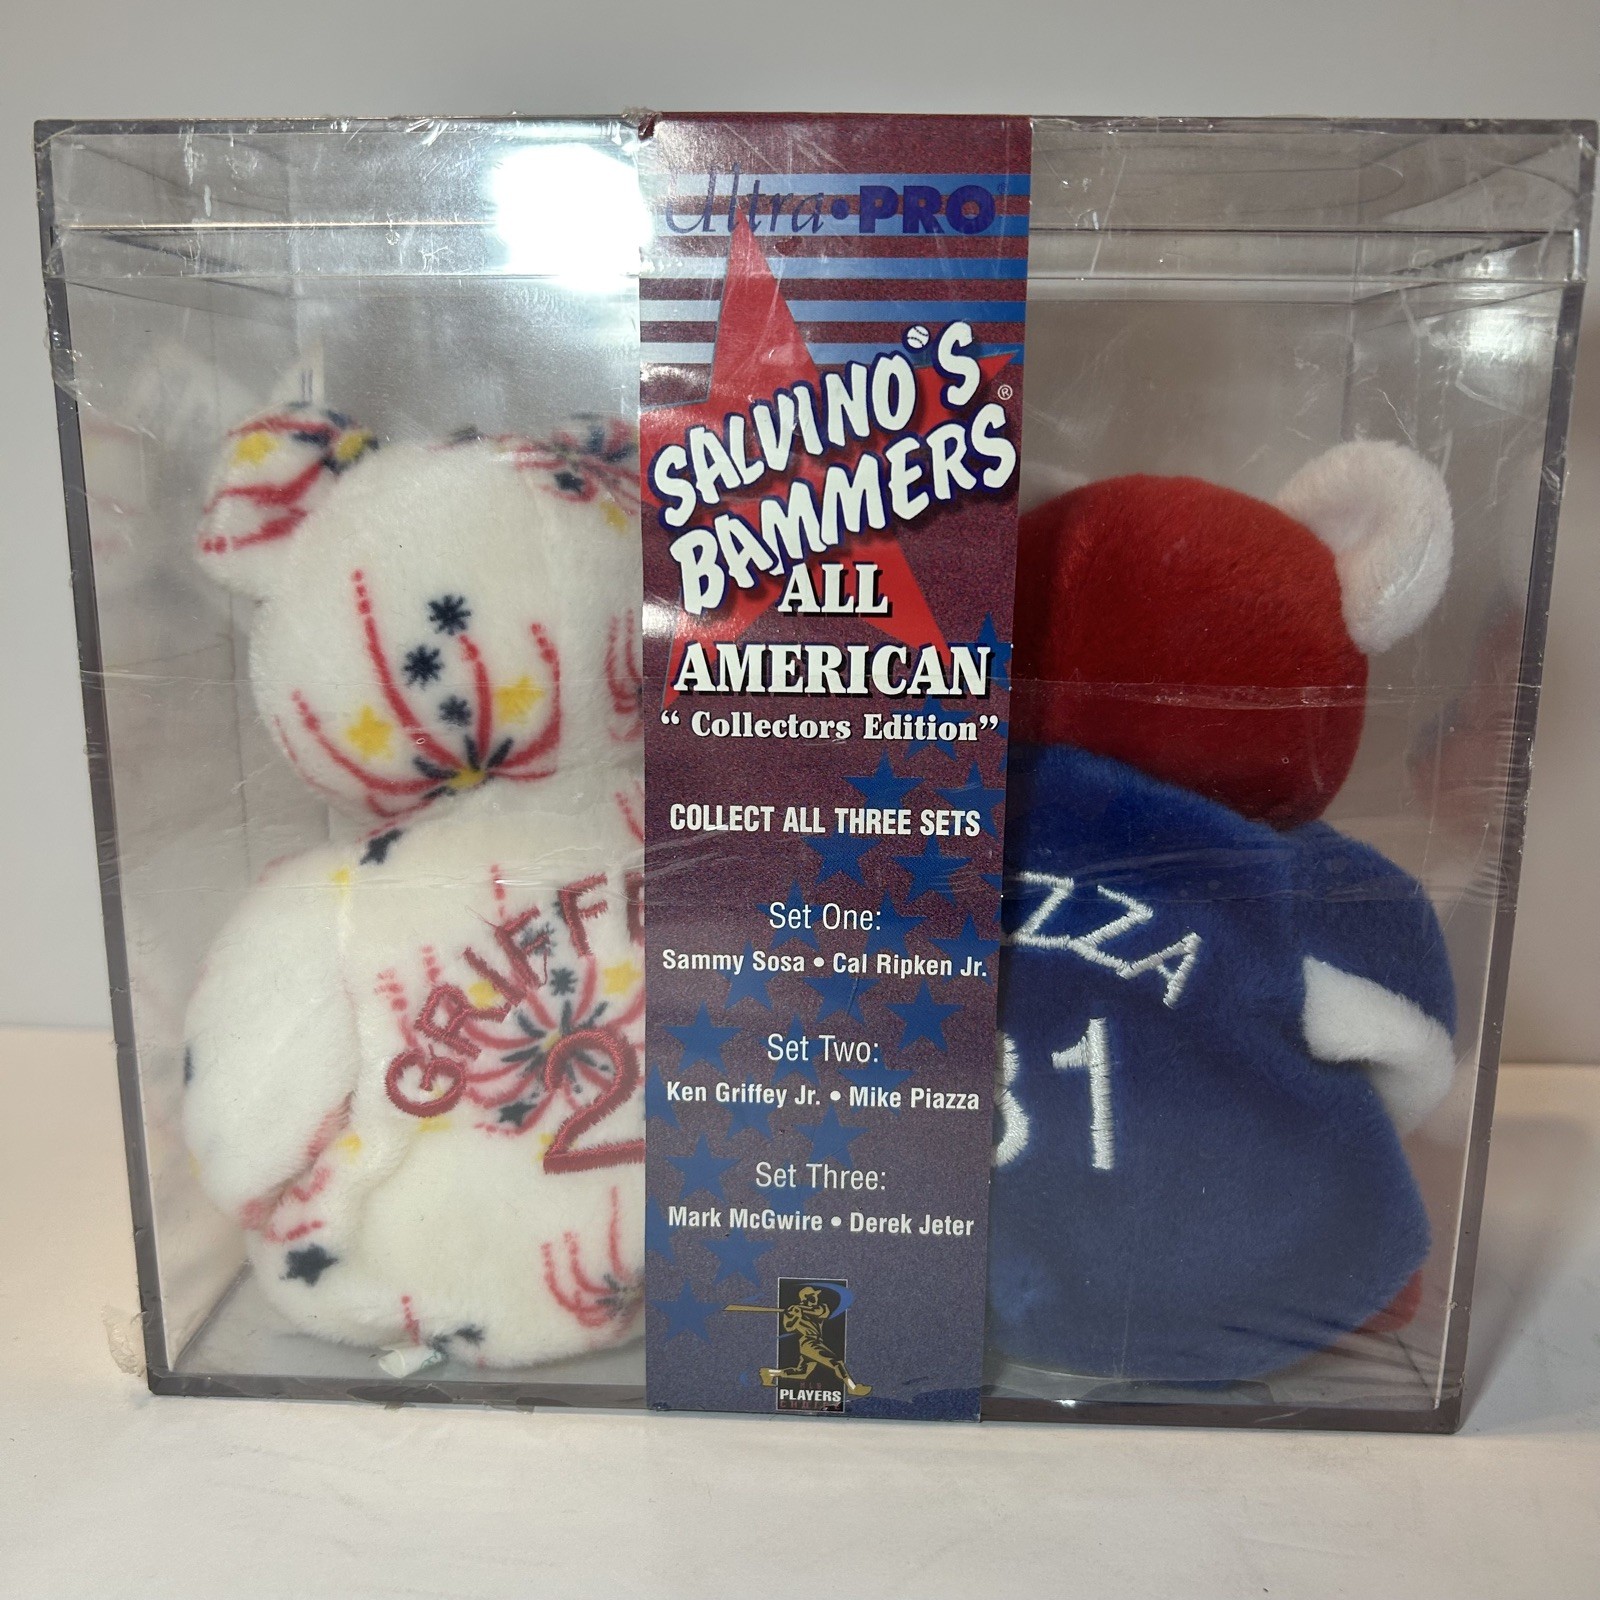 Ultra•PRO
SALVINO'S
BAMMERS®
ALL
AMERICAN
“Collectors Edition”
COLLECT ALL THREE SETS
Set One:
Sammy Sosa • Cal Ripken Jr.
Set Two:
Ken Griffey Jr. • Mike Piazza
Set Three:
Mark McGwire • Derek Jeter
PLAYERS
CHOICE
GRIFFE
2
ZZA
31